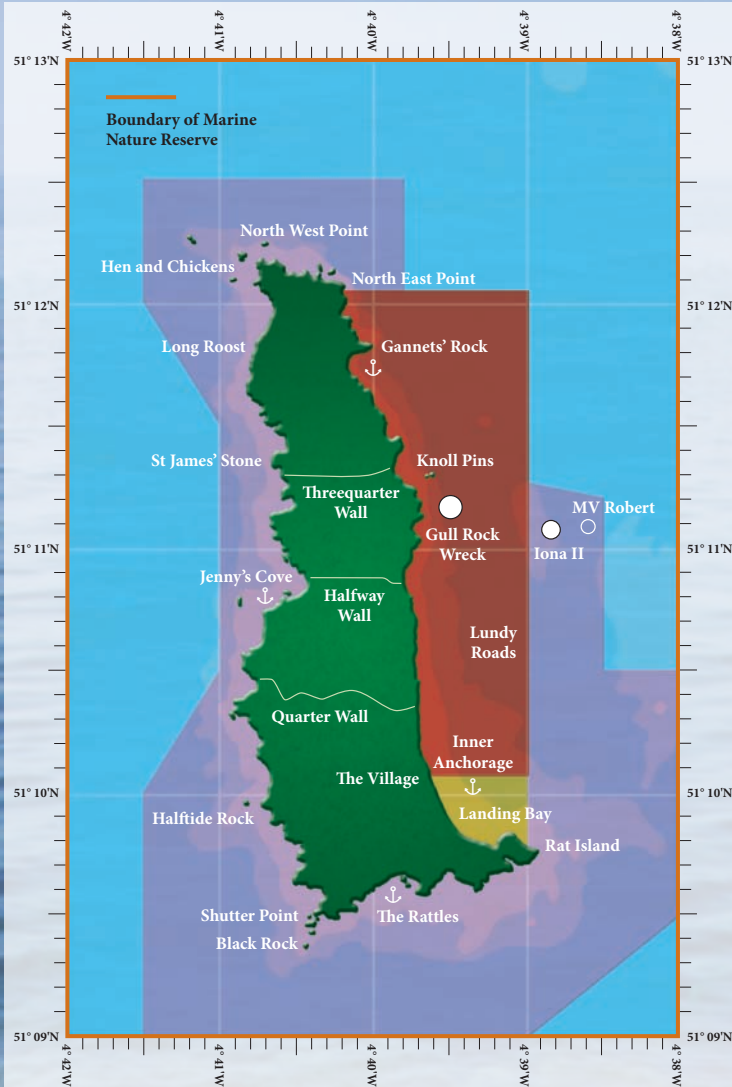 4° 42'W
4° 41'W
4° 40'W
4° 39'W
4° 38'W
51° 13'N
51° 13'N
Boundary of Marine
Nature Reserve
North West Point
Hen and Chickens
North East Point
51° 12'N
51° 12'N
Long Roost
Gannets' Rock
St James' Stone
Knoll Pins
Threequarter
Wall
MV Robert
Gull Rock
Wreck
Iona II
51° 11'N
51° 11'N
Jenny's Cove
Halfway
Wall
Lundy
Roads
Quarter Wall
Inner
Anchorage
The Village
51° 10'N
51° 10'N
Halftide Rock
Landing Bay
Rat Island
Shutter Point
The Rattles
Black Rock
51° 09'N
51° 09'N
4° 42'W
4° 41'W
4° 40'W
4° 39'W
4° 38'W